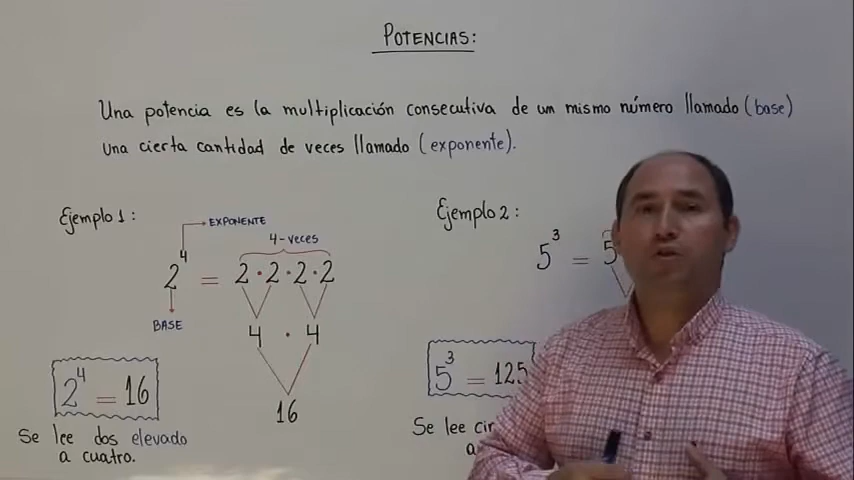 POTENCIAS:
Una potencia es la multiplicación consecutiva de un mismo número llamado (base)
una cierta cantidad de veces llamado (exponente).
Ejemplo 1:
EXPONENTE
4-veces
2⁴ = 2·2·2·2
BASE
4 · 4
16
2⁴ = 16
Se lee dos elevado
a cuatro.
Ejemplo 2:
5³ = 5
5³ = 125
Se lee